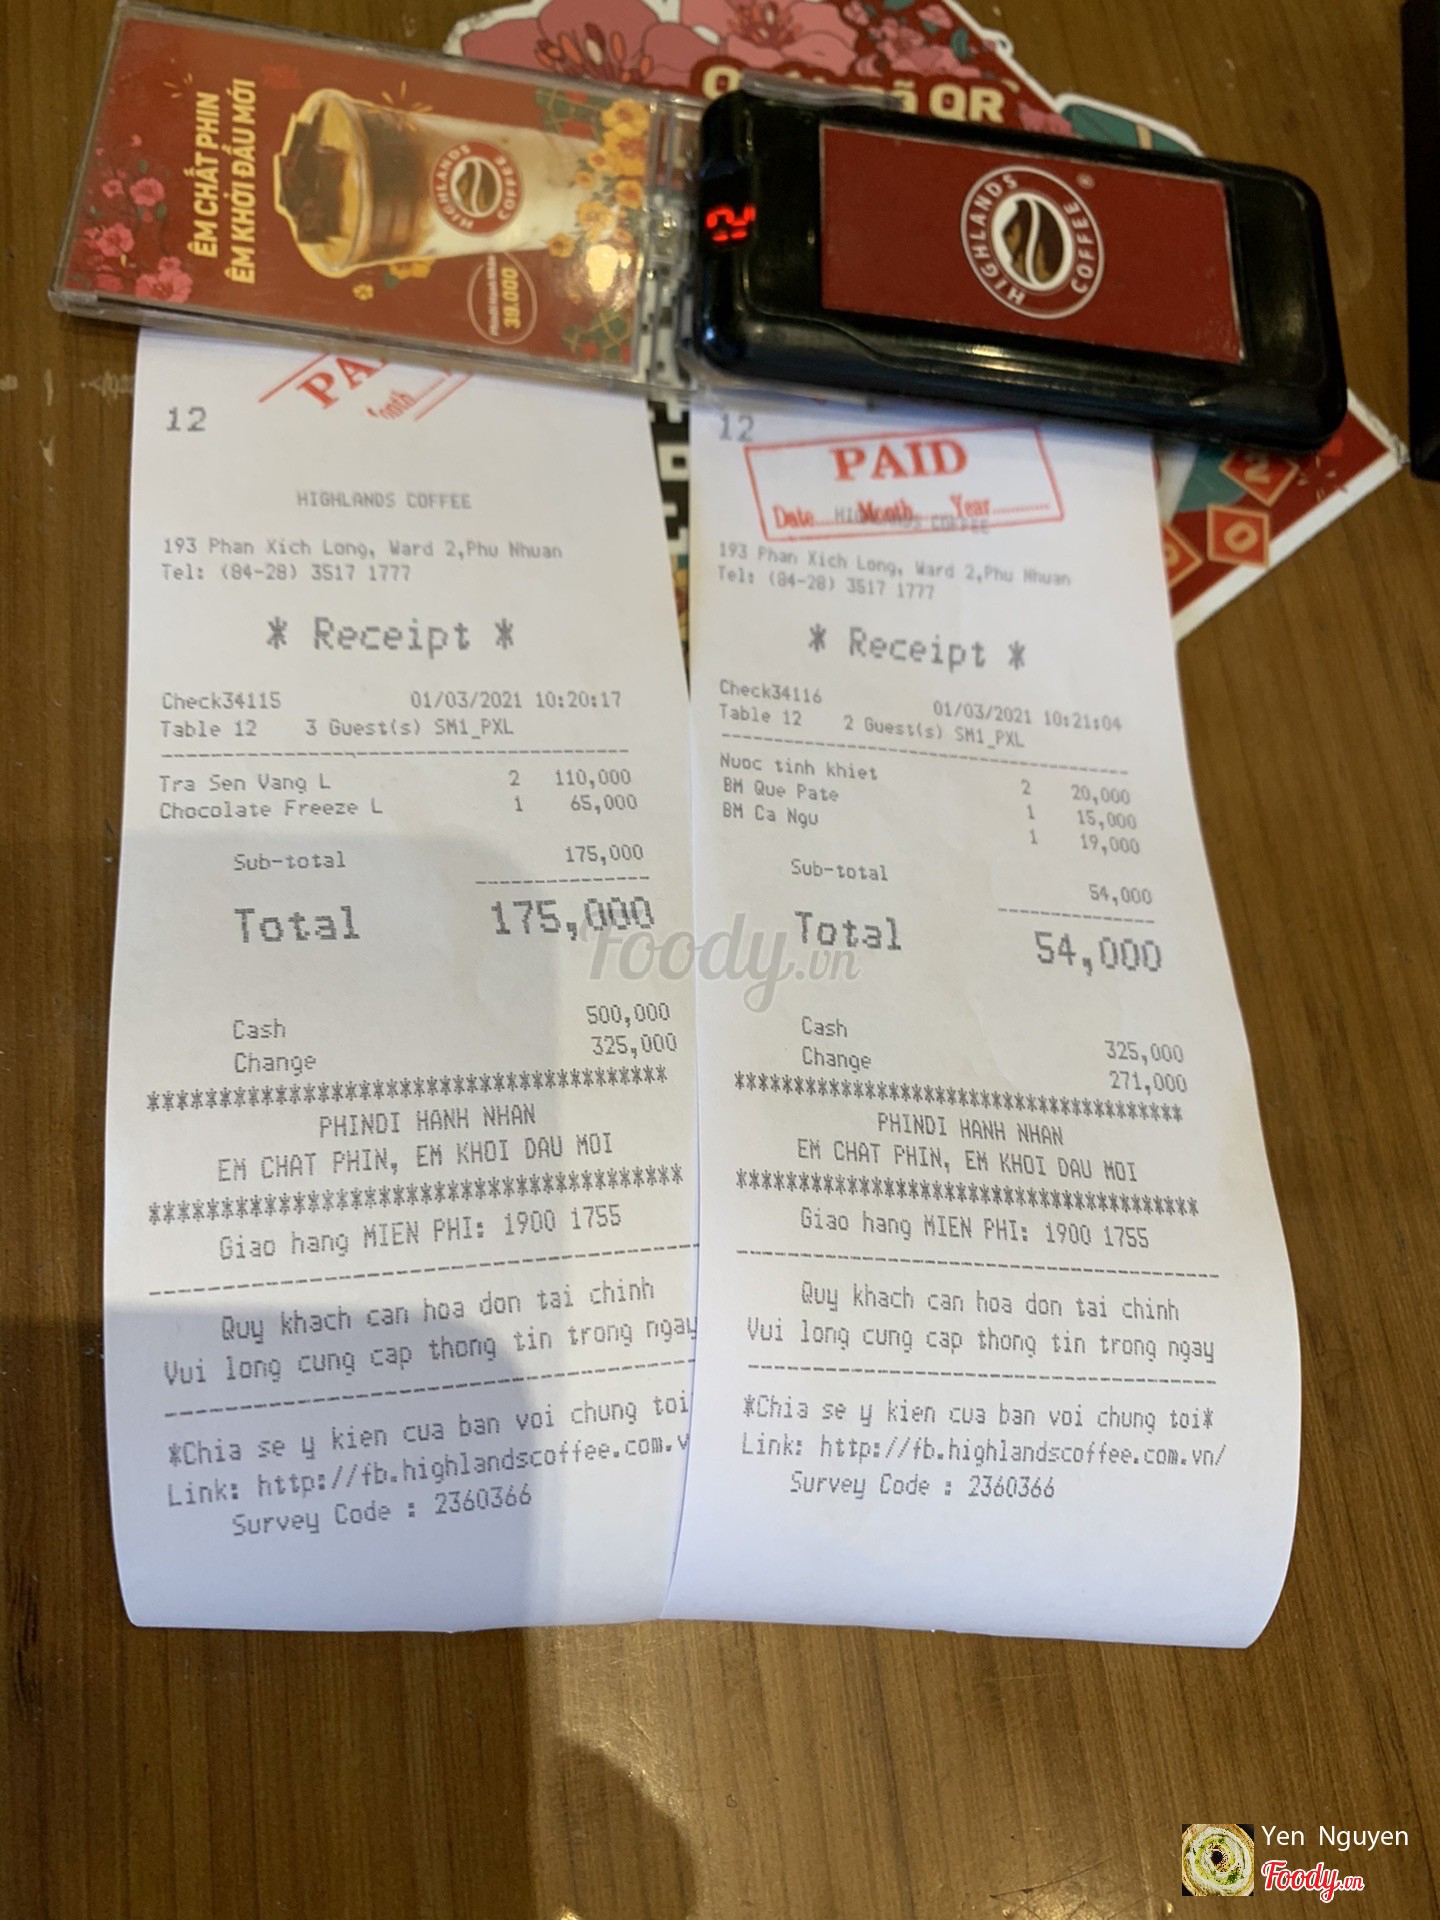 ÊM CHẤT PHIN
ÊM KHỞI ĐẦU MỚI
HIGHLANDS COFFEE
PhinDi Hạnh Nhân
39.000
QR
12
HIGHLANDS COFFEE
2
0
PA
12
HIGHLANDS COFFEE
193 Phan Xich Long, Ward 2,Phu Nhuan
Tel: (84-28) 3517 1777
* Receipt *
Check34115 01/03/2021 10:20:17
Table 12 3 Guest(s) SM1_PXL
Tra Sen Vang L 2 110,000
Chocolate Freeze L 1 65,000
Sub-total 175,000
Total 175,000
Cash 500,000
Change 325,000
****************************************
PHINDI HANH NHAN
EM CHAT PHIN, EM KHOI DAU MOI
****************************************
Giao hang MIEN PHI: 1900 1755
Quy khach can hoa don tai chinh
Vui long cung cap thong tin trong ngay
*Chia se y kien cua ban voi chung toi
Link: http://fb.highlandscoffee.com.v
Survey Code : 2360366
12
PAID
Date......Month......Year............
HIGHLANDS COFFEE
193 Phan Xich Long, Ward 2,Phu Nhuan
Tel: (84-28) 3517 1777
* Receipt *
Check34116 01/03/2021 10:21:04
Table 12 2 Guest(s) SM1_PXL
Nuoc tinh khiet 2 20,000
BM Que Pate 1 15,000
BM Ca Ngu 1 19,000
Sub-total 54,000
Total 54,000
Cash 325,000
Change 271,000
****************************************
PHINDI HANH NHAN
EM CHAT PHIN, EM KHOI DAU MOI
****************************************
Giao hang MIEN PHI: 1900 1755
Quy khach can hoa don tai chinh
Vui long cung cap thong tin trong ngay
*Chia se y kien cua ban voi chung toi*
Link: http://fb.highlandscoffee.com.vn/
Survey Code : 2360366
Foody.vn
Yen Nguyen
Foody.vn